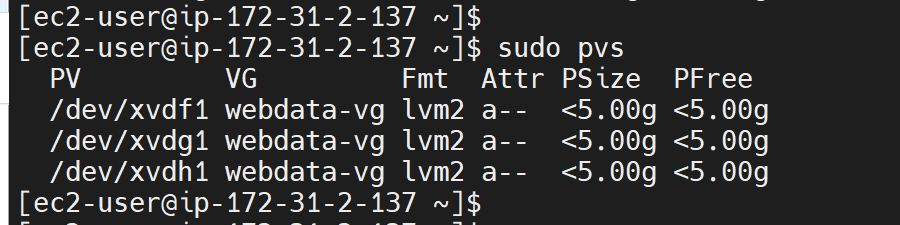 [ec2-user@ip-172-31-2-137 ~]$
[ec2-user@ip-172-31-2-137 ~]$ sudo pvs
  PV         VG         Fmt  Attr PSize  PFree
  /dev/xvdf1 webdata-vg lvm2 a--  <5.00g <5.00g
  /dev/xvdg1 webdata-vg lvm2 a--  <5.00g <5.00g
  /dev/xvdh1 webdata-vg lvm2 a--  <5.00g <5.00g
[ec2-user@ip-172-31-2-137 ~]$